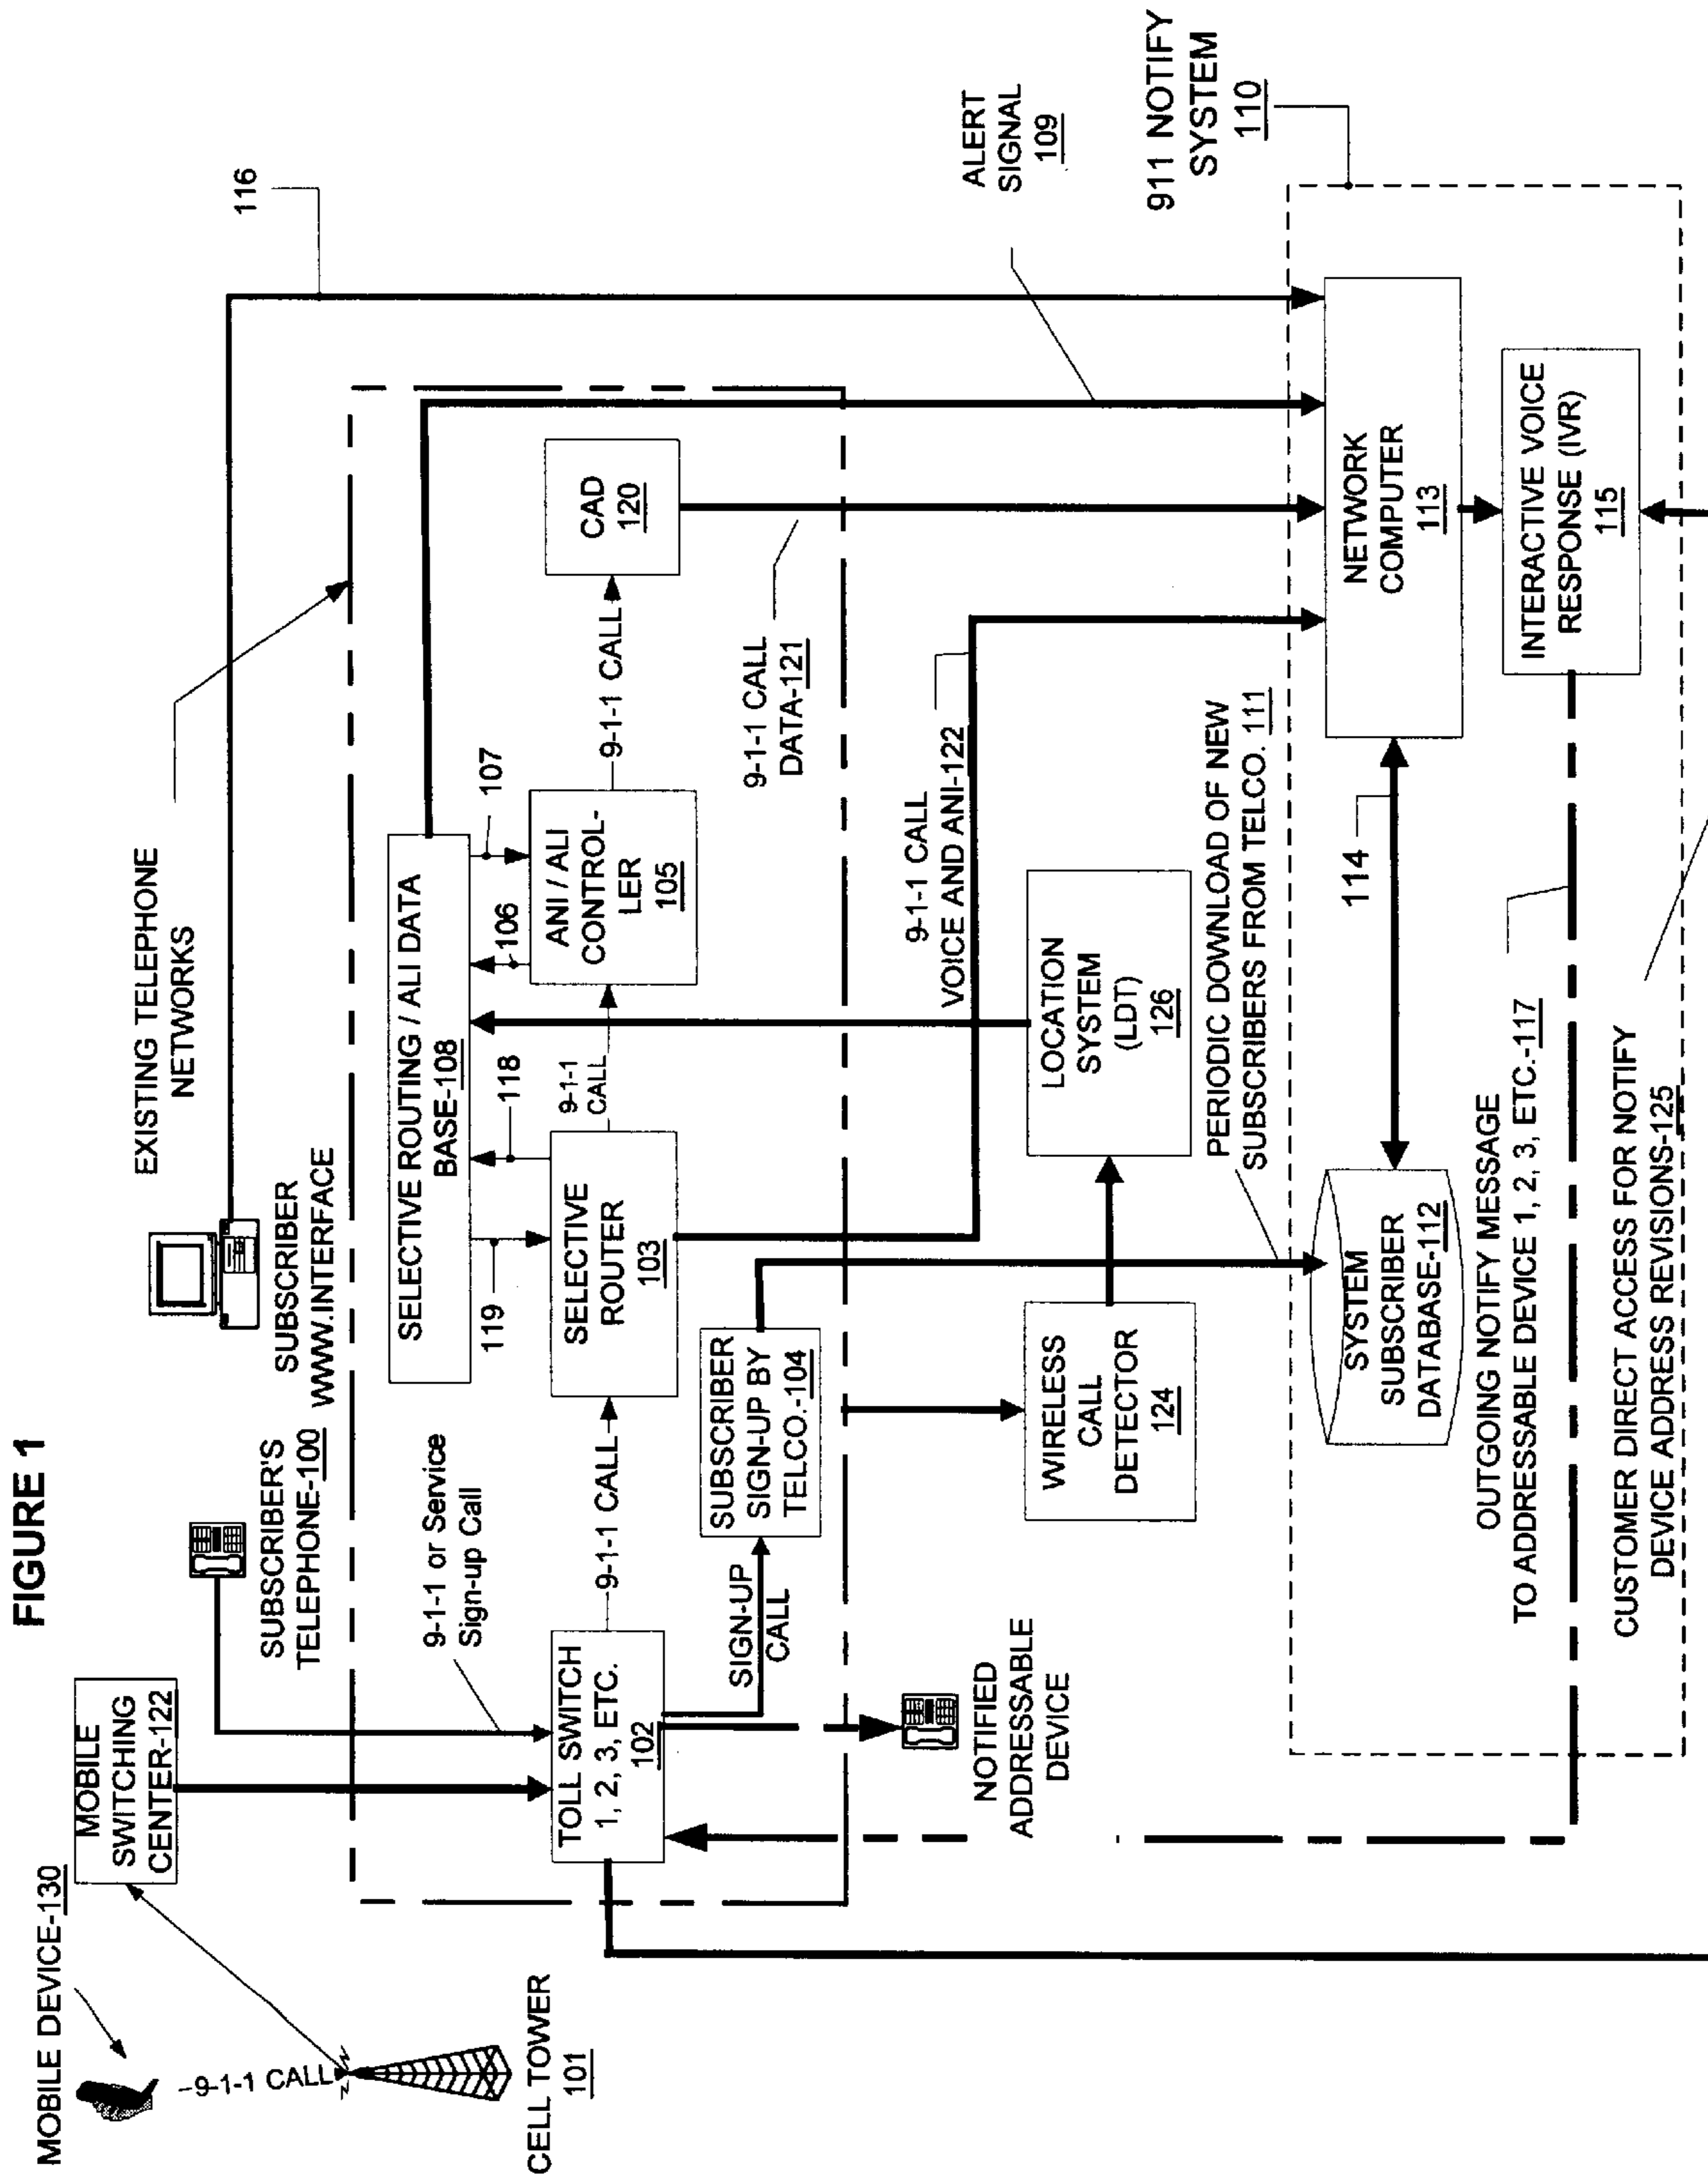 FIGURE 1
MOBILE DEVICE-130
-9-1-1 CALL
CELL TOWER
101
MOBILE
SWITCHING
CENTER-122
SUBSCRIBER'S
TELEPHONE-100
SUBSCRIBER
WWW.INTERFACE
EXISTING TELEPHONE
NETWORKS
116
9-1-1 or Service
Sign-up Call
TOLL SWITCH
1, 2, 3, ETC.
102
9-1-1 CALL
SELECTIVE
ROUTER
103
119
118
SELECTIVE ROUTING / ALI DATA
BASE-108
9-1-1
CALL
106
107
ANI / ALI
CONTROL-
LER
105
9-1-1 CALL
CAD
120
SIGN-UP
CALL
SUBSCRIBER
SIGN-UP BY
TELCO.-104
9-1-1 CALL
DATA-121
ALERT
SIGNAL
109
911 NOTIFY
SYSTEM
110
9-1-1 CALL
VOICE AND ANI-122
NOTIFIED
ADDRESSABLE
DEVICE
WIRELESS
CALL
DETECTOR
124
LOCATION
SYSTEM
(LDT)
126
PERIODIC DOWNLOAD OF NEW
SUBSCRIBERS FROM TELCO. 111
SYSTEM
SUBSCRIBER
DATABASE-112
114
NETWORK
COMPUTER
113
INTERACTIVE VOICE
RESPONSE (IVR)
115
OUTGOING NOTIFY MESSAGE
TO ADDRESSABLE DEVICE 1, 2, 3, ETC.-117
CUSTOMER DIRECT ACCESS FOR NOTIFY
DEVICE ADDRESS REVISIONS-125